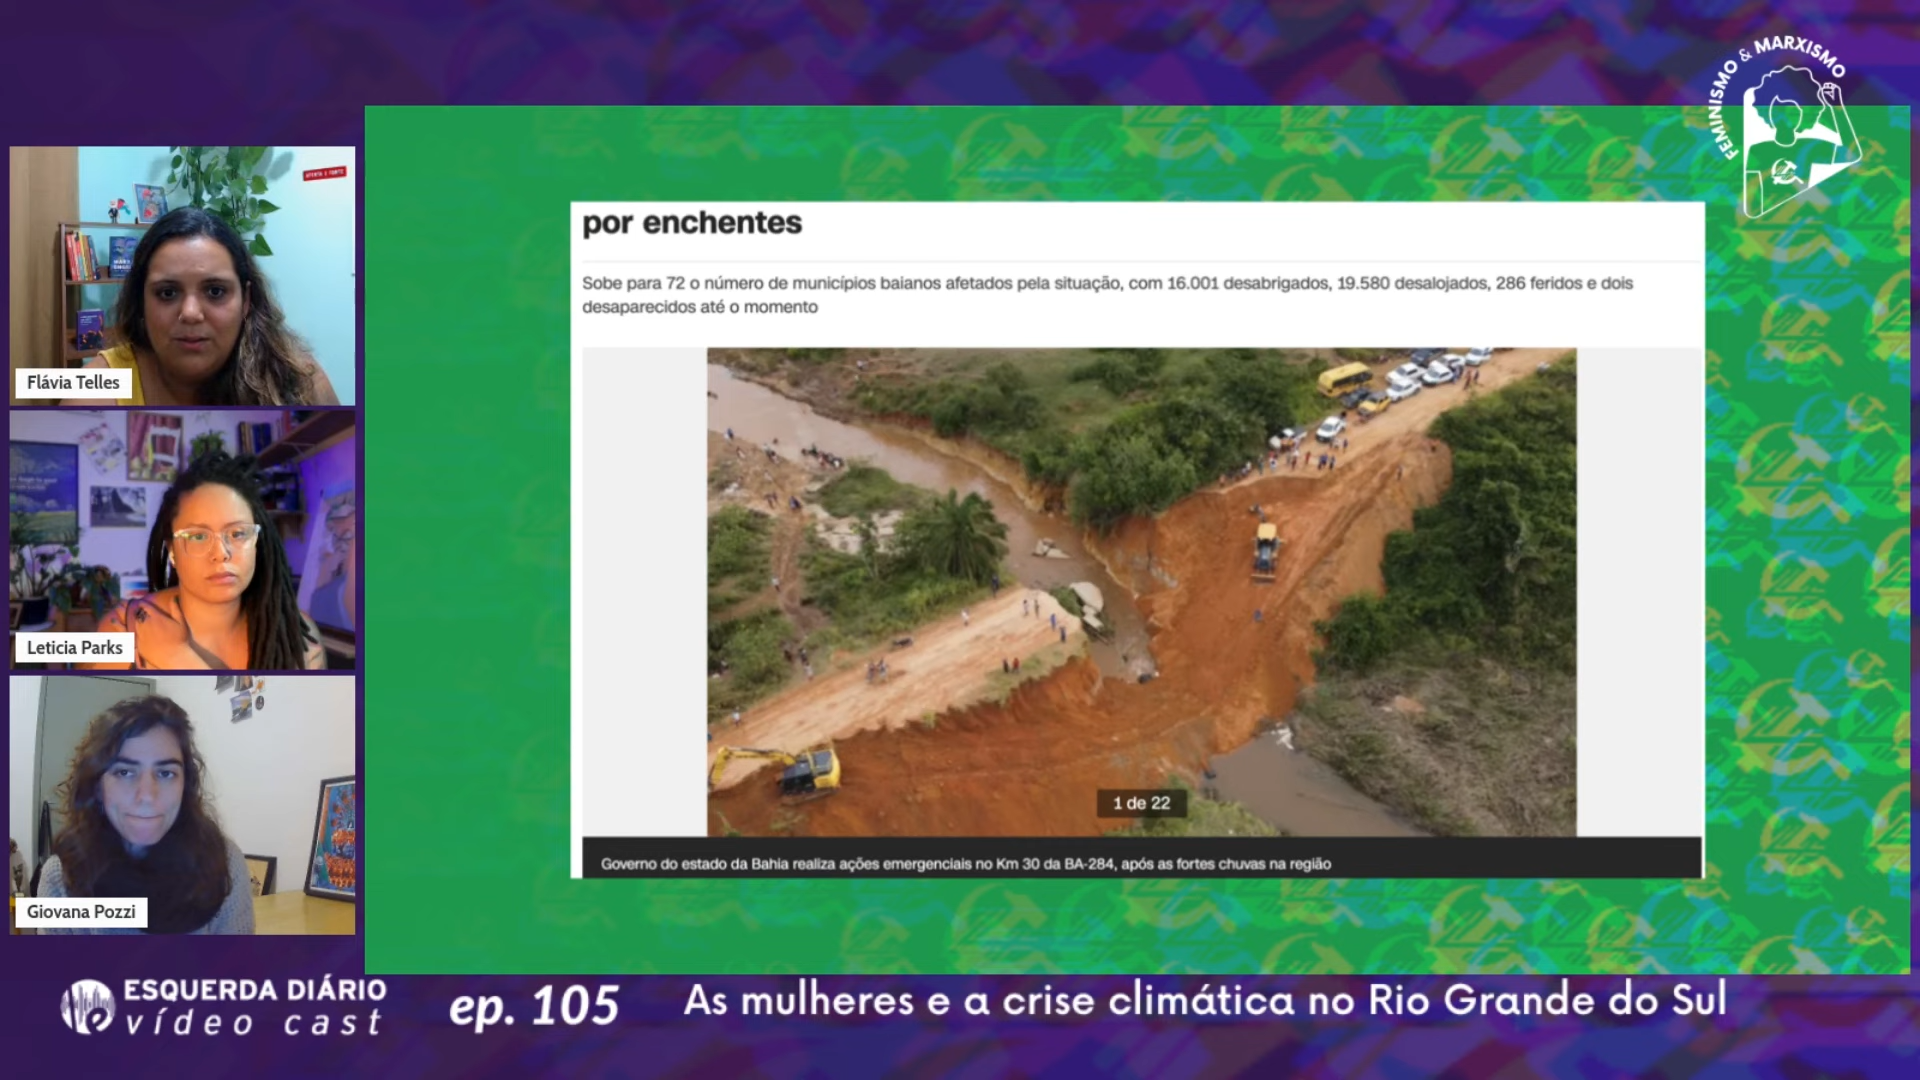 FEMINISMO & MARXISMO
por enchentes
Sobe para 72 o número de municípios baianos afetados pela situação, com 16.001 desabrigados, 19.580 desalojados, 286 feridos e dois
desaparecidos até o momento
Flávia Telles
Leticia Parks
Giovana Pozzi
1 de 22
Governo do estado da Bahia realiza ações emergenciais no Km 30 da BA-284, após as fortes chuvas na região
ESQUERDA DIÁRIO
vídeo cast
ep. 105
As mulheres e a crise climática no Rio Grande do Sul